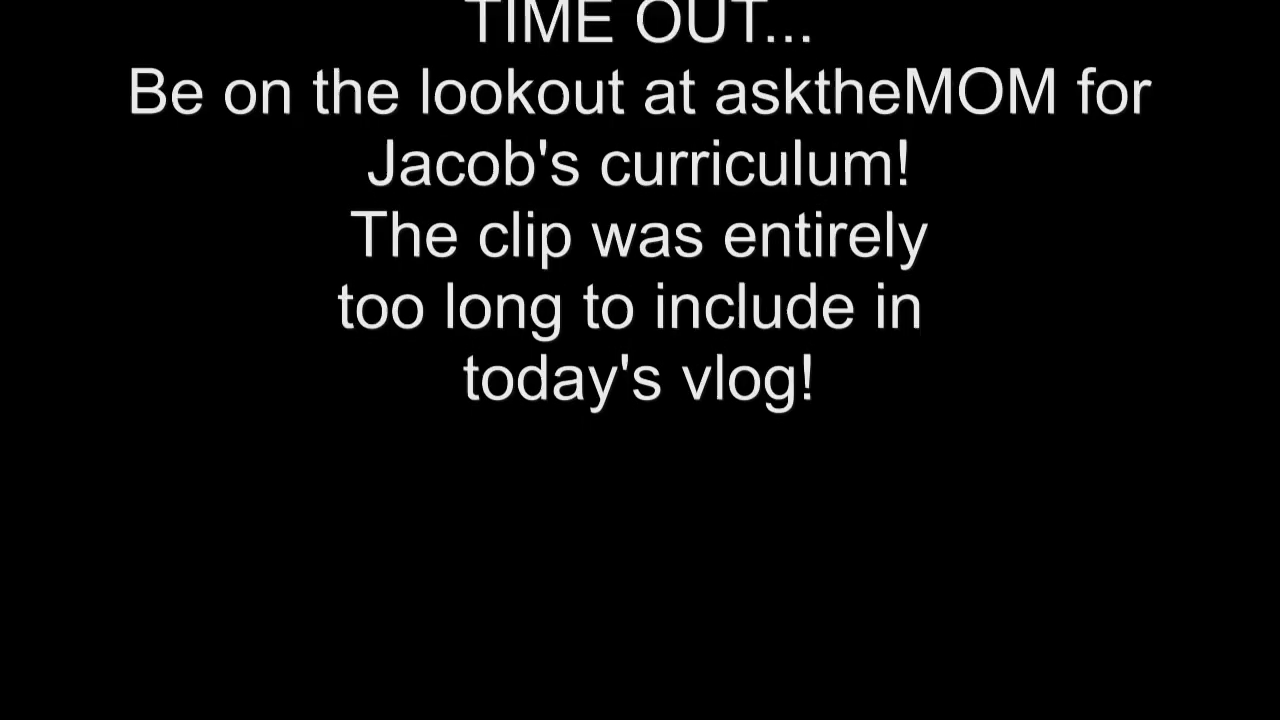 TIME OUT...
Be on the lookout at asktheMOM for
Jacob's curriculum!
The clip was entirely
too long to include in
today's vlog!